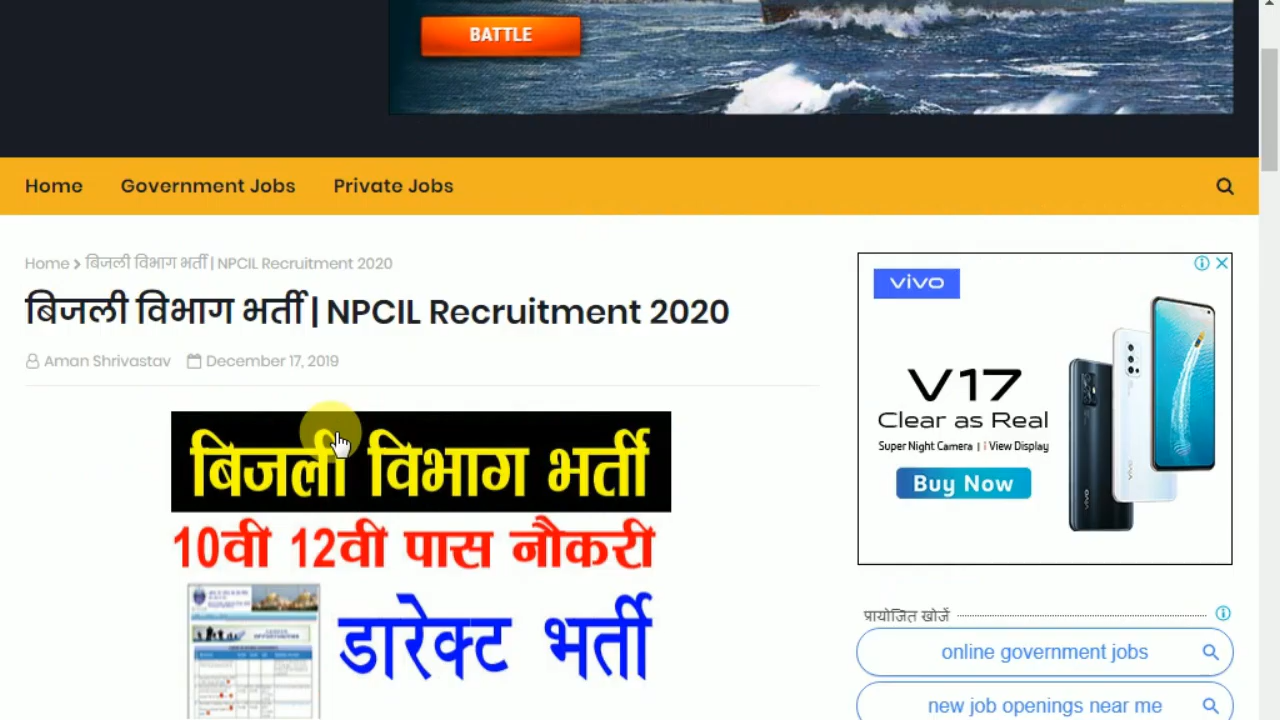 BATTLE
Home Government Jobs Private Jobs
Home > बिजली विभाग भर्ती | NPCIL Recruitment 2020
बिजली विभाग भर्ती | NPCIL Recruitment 2020
Aman Shrivastav December 17, 2019
बिजली विभाग भर्ती
10वी 12वी पास नौकरी
डारेक्ट भर्ती
vivo
V17
Clear as Real
Super Night Camera | iView Display
Buy Now
प्रायोजित खोजें
online government jobs
new job openings near me